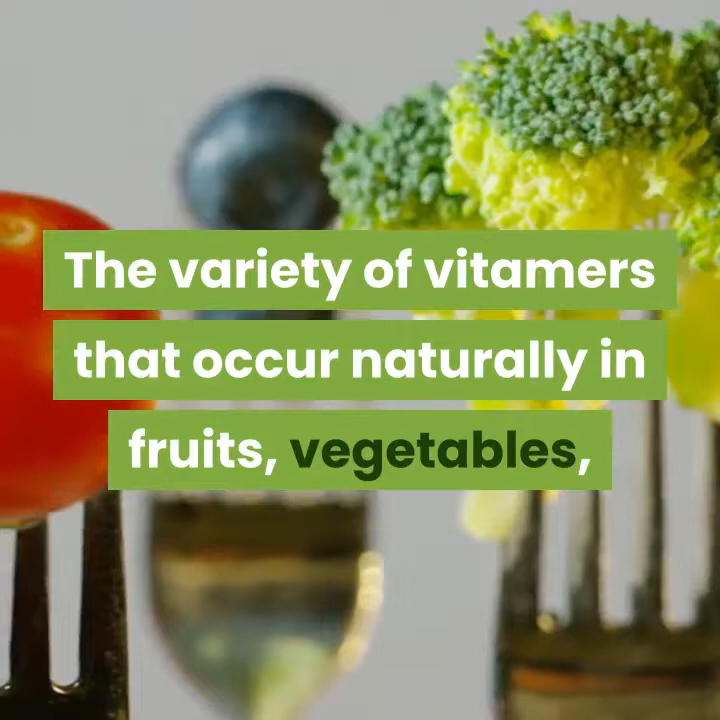 The variety of vitamers
that occur naturally in
fruits, vegetables,